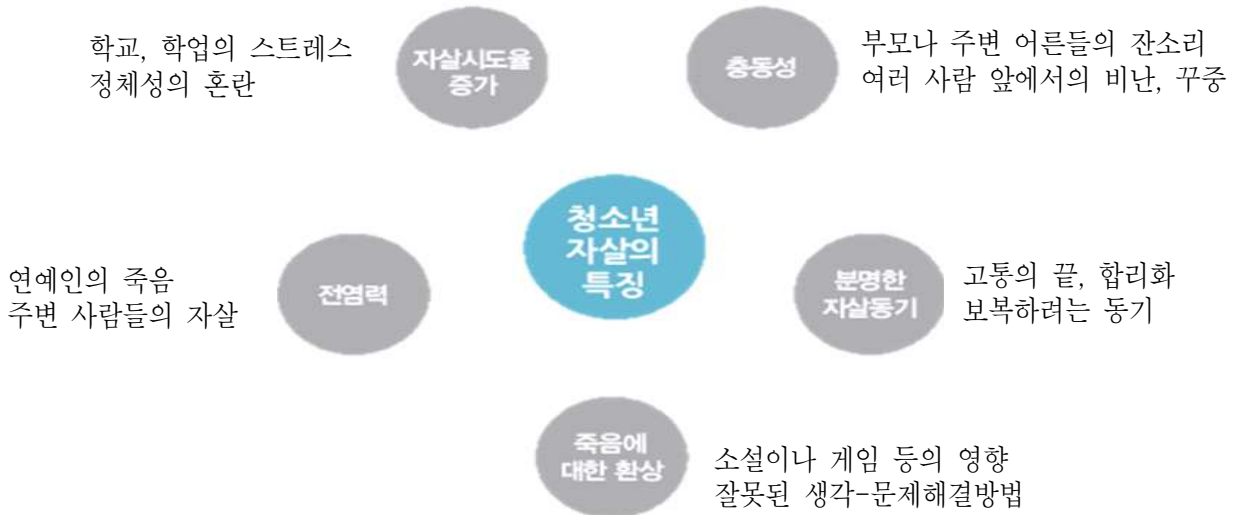 학교, 학업의 스트레스
정체성의 혼란
자살시도율
증가
충동성
부모나 주변 어른들의 잔소리
여러 사람 앞에서의 비난, 꾸중
청소년
자살의
특징
연예인의 죽음
주변 사람들의 자살
전염력
분명한
자살동기
고통의 끝, 합리화
보복하려는 동기
죽음에
대한 환상
소설이나 게임 등의 영향
잘못된 생각-문제해결방법